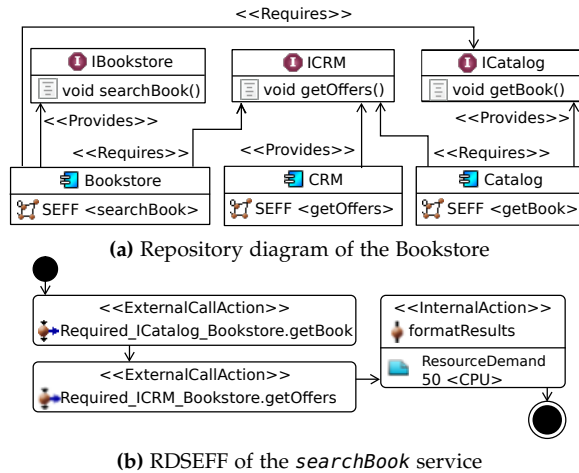 <<Requires>>
I IBookstore
void searchBook()
I ICRM
void getOffers()
I ICatalog
void getBook()
<<Provides>>
<<Requires>>
<<Provides>>
<<Requires>>
<<Provides>>
Bookstore
SEFF <searchBook>
CRM
SEFF <getOffers>
Catalog
SEFF <getBook>
(a) Repository diagram of the Bookstore
<<ExternalCallAction>>
Required_ICatalog_Bookstore.getBook
<<ExternalCallAction>>
Required_ICRM_Bookstore.getOffers
<<InternalAction>>
formatResults
ResourceDemand
50 <CPU>
(b) RDSEFF of the searchBook service